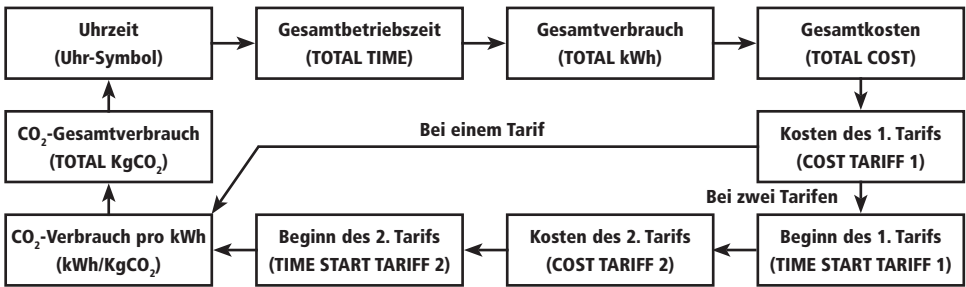 Uhrzeit
(Uhr-Symbol)
Gesamtbetriebszeit
(TOTAL TIME)
Gesamtverbrauch
(TOTAL kWh)
Gesamtkosten
(TOTAL COST)
CO₂-Gesamtverbrauch
(TOTAL KgCO₂)
Bei einem Tarif
Kosten des 1. Tarifs
(COST TARIFF 1)
Bei zwei Tarifen
CO₂-Verbrauch pro kWh
(kWh/KgCO₂)
Beginn des 2. Tarifs
(TIME START TARIFF 2)
Kosten des 2. Tarifs
(COST TARIFF 2)
Beginn des 1. Tarifs
(TIME START TARIFF 1)